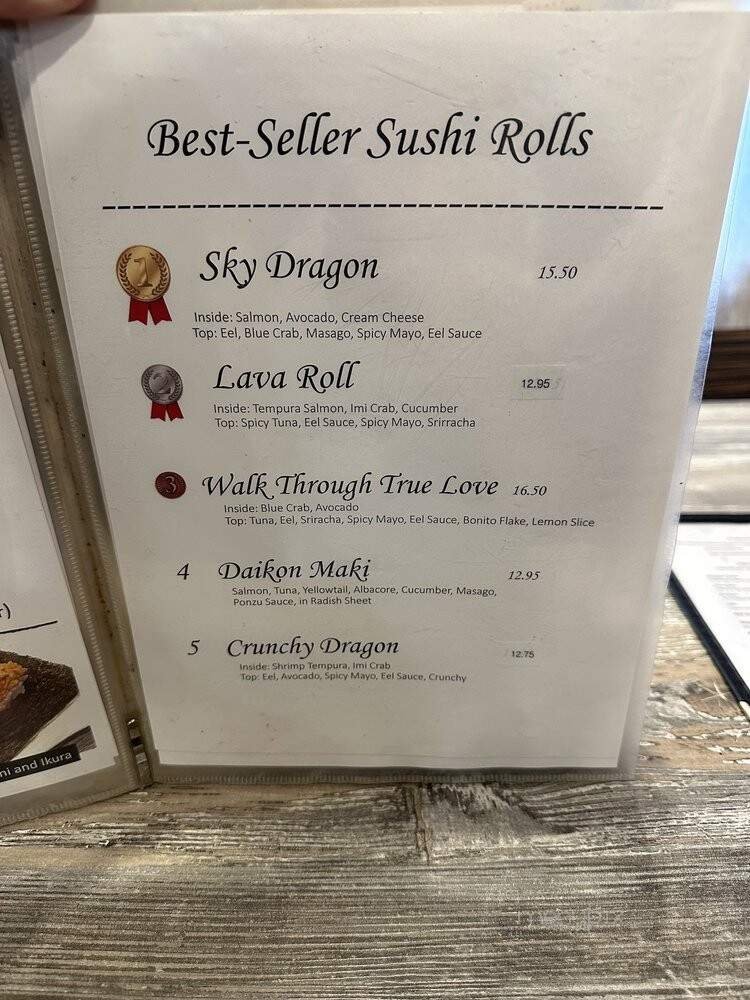 Best-Seller Sushi Rolls
1
Sky Dragon 15.50
Inside: Salmon, Avocado, Cream Cheese
Top: Eel, Blue Crab, Masago, Spicy Mayo, Eel Sauce
2
Lava Roll 12.95
Inside: Tempura Salmon, Imi Crab, Cucumber
Top: Spicy Tuna, Eel Sauce, Spicy Mayo, Srirracha
3 Walk Through True Love 16.50
Inside: Blue Crab, Avocado
Top: Tuna, Eel, Sriracha, Spicy Mayo, Eel Sauce, Bonito Flake, Lemon Slice
4 Daikon Maki 12.95
Salmon, Tuna, Yellowtail, Albacore, Cucumber, Masago,
Ponzu Sauce, in Radish Sheet
5 Crunchy Dragon 12.75
Inside: Shrimp Tempura, Imi Crab
Top: Eel, Avocado, Spicy Mayo, Eel Sauce, Crunchy
and Ikura